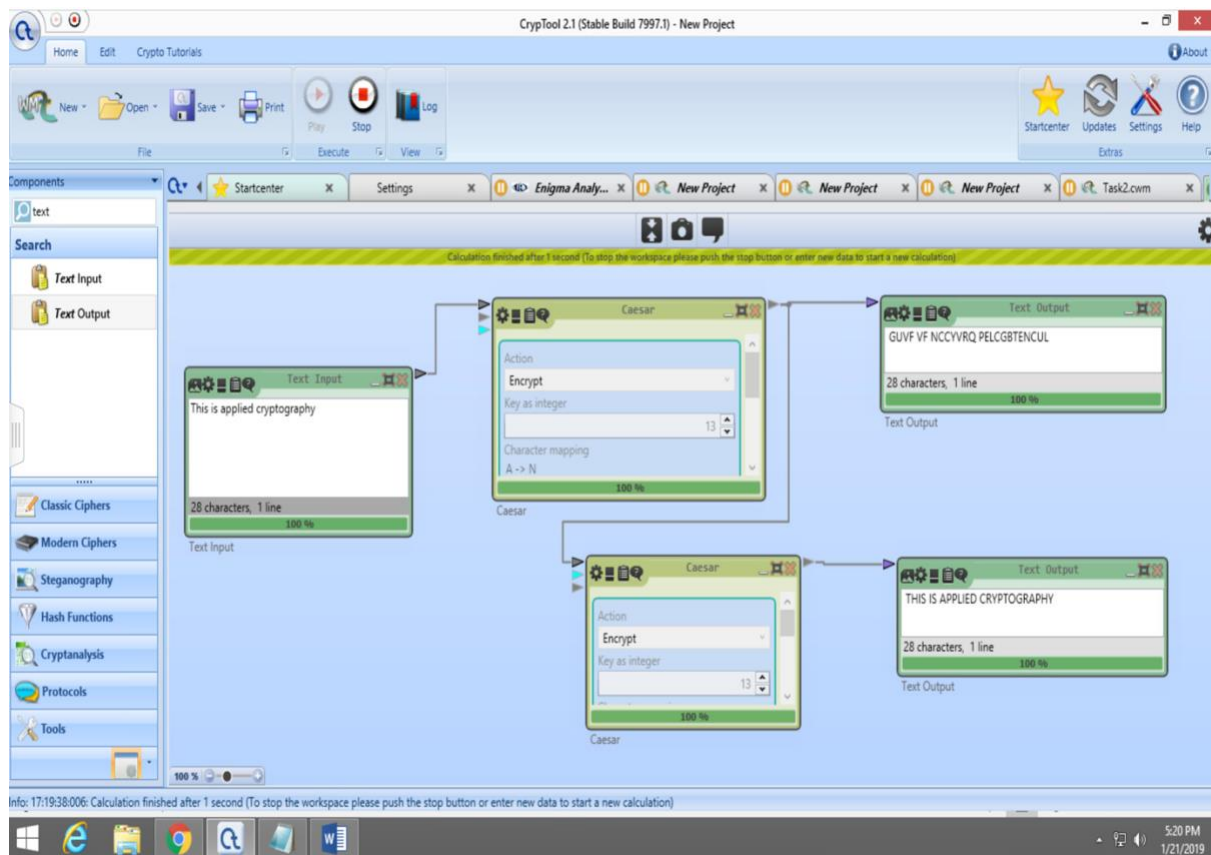 CrypTool 2.1 (Stable Build 7997.1) - New Project
Home Edit Crypto Tutorials About
New Open Save Print Play Stop Log Startcenter Updates Settings Help
File Execute View Extras
Components
Startcenter X Settings X Enigma Analy... X New Project X New Project X New Project X Task2.cwm X
text
Search
Text Input
Text Output
Calculation finished after 1 second (To stop the workspace please push the stop button or enter new data to start a new calculation)
Text Input
This is applied cryptography
28 characters, 1 line
100 %
Text Input
Caesar
Action
Encrypt
Key as integer
13
Character mapping
A -> N
100 %
Caesar
Text Output
GUVF VF NCCYVRQ PELCGBTENCUL
28 characters, 1 line
100 %
Text Output
Caesar
Action
Encrypt
Key as integer
13
100 %
Caesar
Text Output
THIS IS APPLIED CRYPTOGRAPHY
28 characters, 1 line
100 %
Text Output
Classic Ciphers
Modern Ciphers
Steganography
Hash Functions
Cryptanalysis
Protocols
Tools
100 %
Info: 17:19:38:006: Calculation finished after 1 second (To stop the workspace please push the stop button or enter new data to start a new calculation)
5:20 PM
1/21/2019